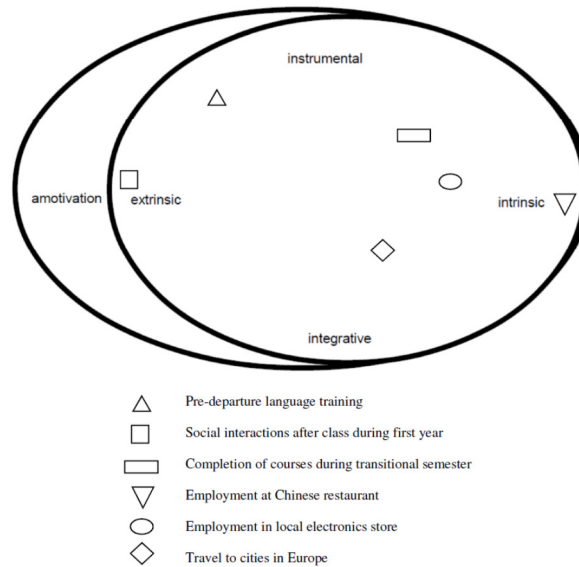 instrumental
amotivation
extrinsic
intrinsic
integrative
Pre-departure language training
Social interactions after class during first year
Completion of courses during transitional semester
Employment at Chinese restaurant
Employment in local electronics store
Travel to cities in Europe